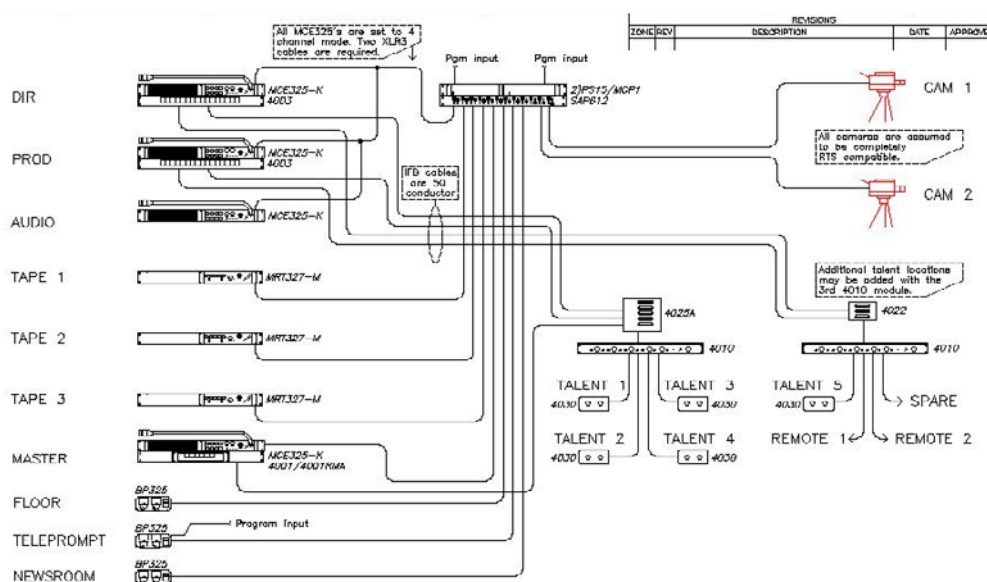 REVISIONS
ZONE REV DESCRIPTION DATE APPROVE
All MCE325's are set to 4
channel mode. Two XLR3
cables are required.
Pgm input
Pgm input
DIR
MCE325-K
4003
2)PS15/MCP1
SAP612
CAM 1
PROD
MCE325-K
4003
All cameras are assumed
to be completely
RTS compatible.
IFB cables
are 50
conductor
CAM 2
AUDIO
MCE325-K
TAPE 1
MRT327-M
Additional talent locations
may be added with the
3rd 4010 module.
4025A
4022
TAPE 2
MRT327-M
4010
4010
TALENT 1
4030
TALENT 3
4030
TALENT 5
4030
SPARE
TAPE 3
MRT327-M
TALENT 2
4030
TALENT 4
4030
REMOTE 1
REMOTE 2
MASTER
MCE325-K
4001/4001RMA
FLOOR
BP325
TELEPROMPT
BP325
Program Input
NEWSROOM
BP325